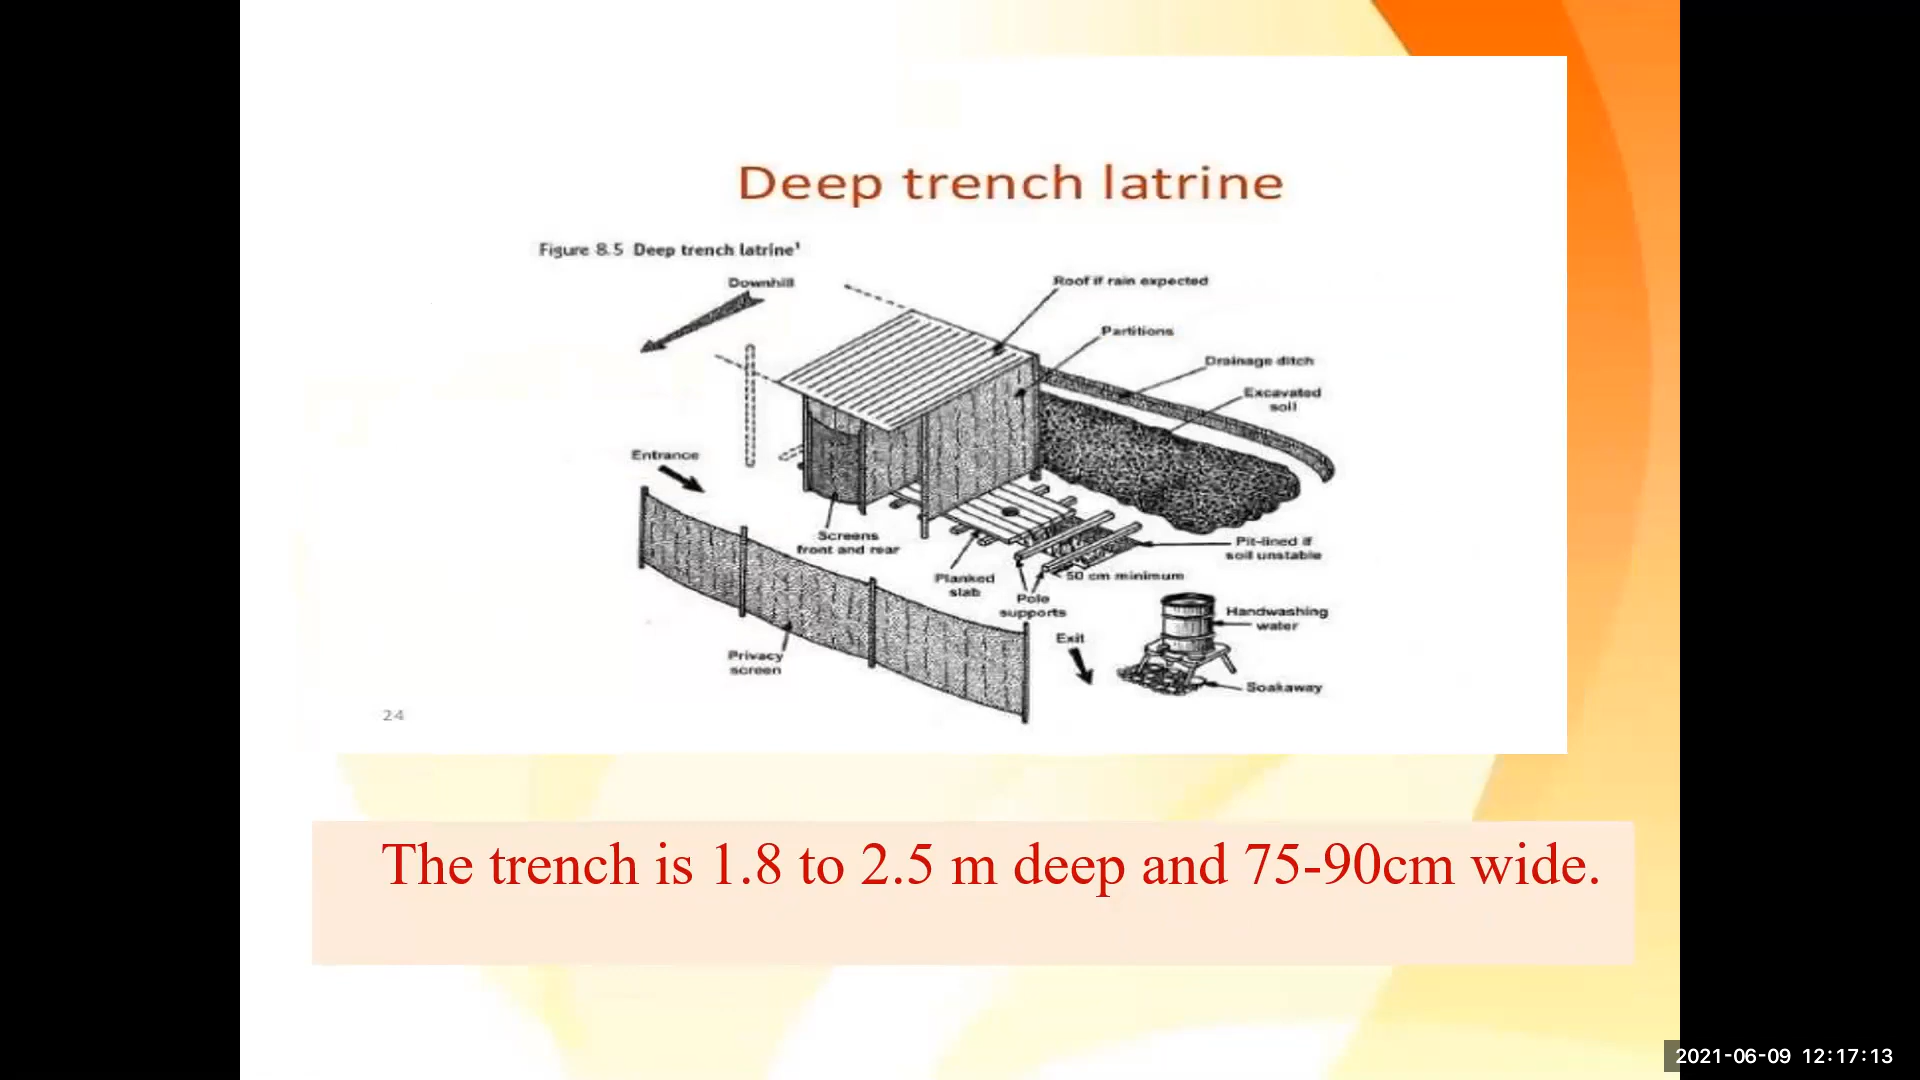 Deep trench latrine
Figure 8.5 Deep trench latrine¹
Downhill
Roof if rain expected
Partitions
Drainage ditch
Excavated
soil
Entrance
Screens
front and rear
Planked
slab
Pole
supports
50 cm minimum
Pit-lined if
soil unstable
Handwashing
water
Exit
Privacy
screen
Soakaway
24
The trench is 1.8 to 2.5 m deep and 75-90cm wide.
2021-06-09 12:17:13